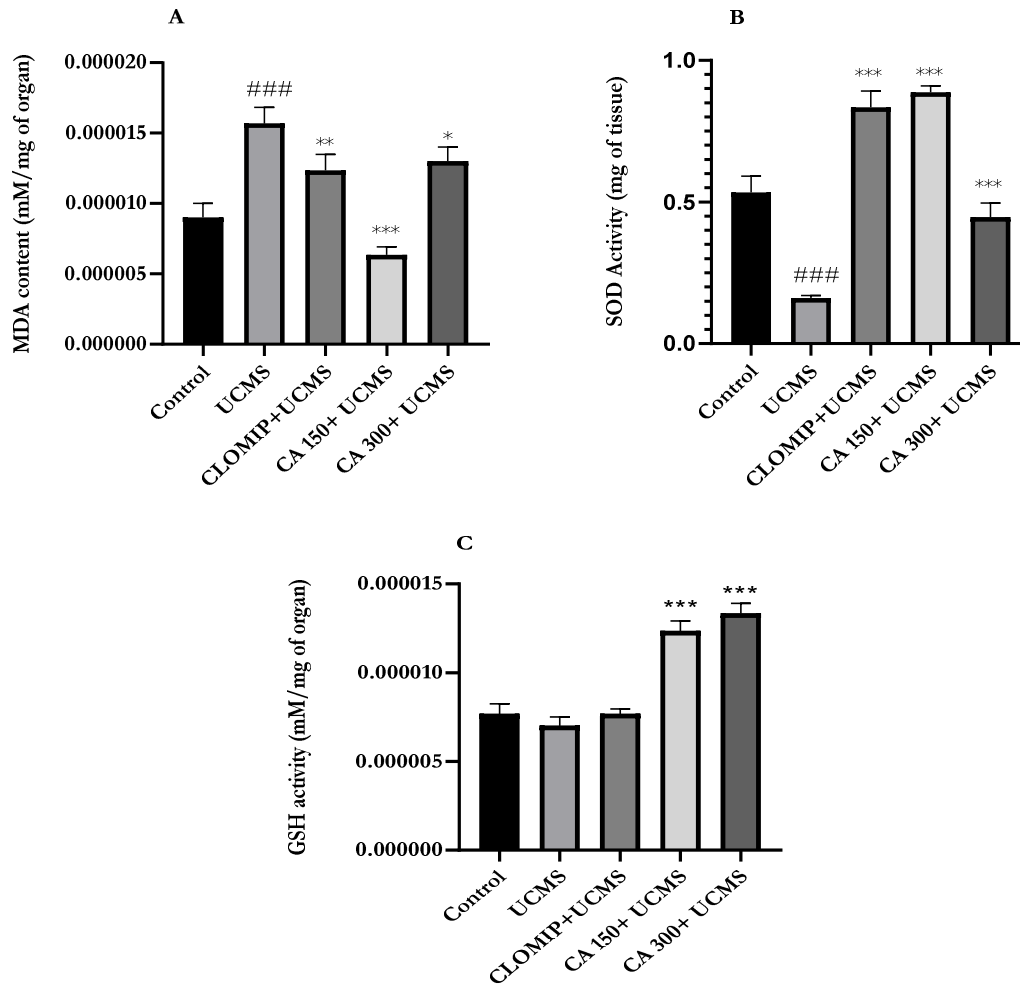 A
MDA content (mM/mg of organ)
0.000020
0.000015
0.000010
0.000005
0.000000
###
**
***
*
Control
UCMS
CLOMIP+UCMS
CA 150+ UCMS
CA 300+ UCMS
B
SOD Activity (mg of tissue)
1.0
0.5
0.0
###
***
***
***
Control
UCMS
CLOMIP+UCMS
CA 150+ UCMS
CA 300+ UCMS
C
GSH activity (mM/mg of organ)
0.000015
0.000010
0.000005
0.000000
***
***
Control
UCMS
CLOMIP+UCMS
CA 150+ UCMS
CA 300+ UCMS